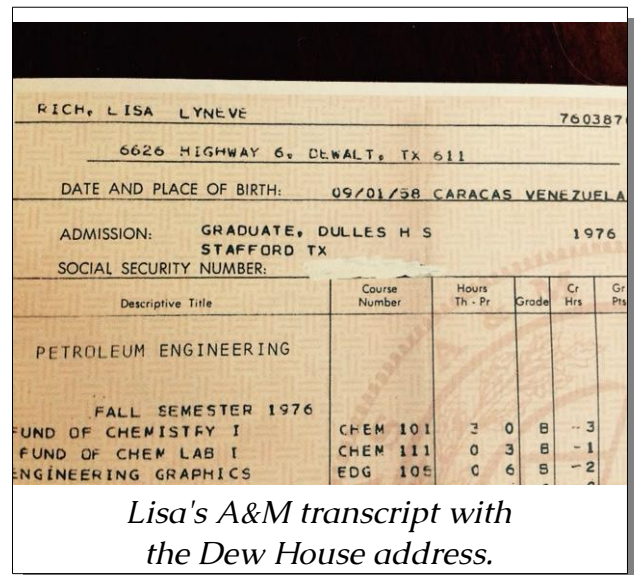 RICH, LISA LYNEVE 760387
6626 HIGHWAY 6, DEWALT, TX 611
DATE AND PLACE OF BIRTH: 09/01/58 CARACAS VENEZUELA
ADMISSION: GRADUATE, DULLES H S 1976
STAFFORD TX
SOCIAL SECURITY NUMBER:
Descriptive Title Course Number Hours Th - Pr Grade Cr Hrs Gr Pts
PETROLEUM ENGINEERING
FALL SEMESTER 1976
FUND OF CHEMISTRY I CHEM 101 3 0 B -3
FUND OF CHEM LAB I CHEM 111 0 3 B -1
ENGINEERING GRAPHICS EDG 105 0 6 B -2
Lisa's A&M transcript with
the Dew House address.